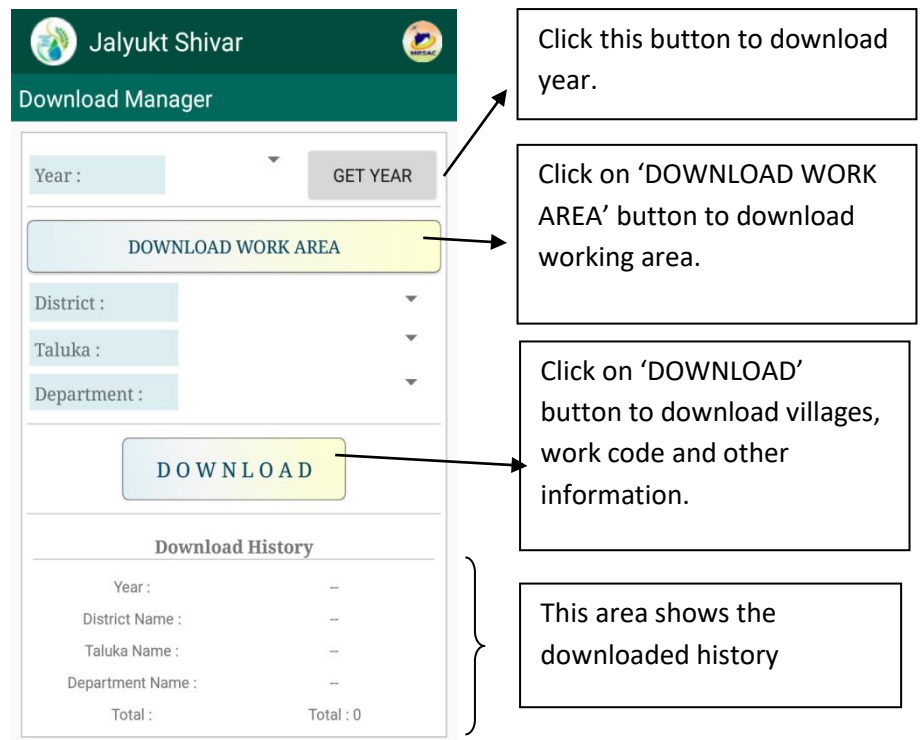 Jalyukt Shivar
MRSAC
Download Manager
Year :
GET YEAR
DOWNLOAD WORK AREA
District :
Taluka :
Department :
DOWNLOAD
Download History
Year : --
District Name : --
Taluka Name : --
Department Name : --
Total : Total : 0
Click this button to download
year.
Click on ‘DOWNLOAD WORK
AREA’ button to download
working area.
Click on ‘DOWNLOAD’
button to download villages,
work code and other
information.
This area shows the
downloaded history